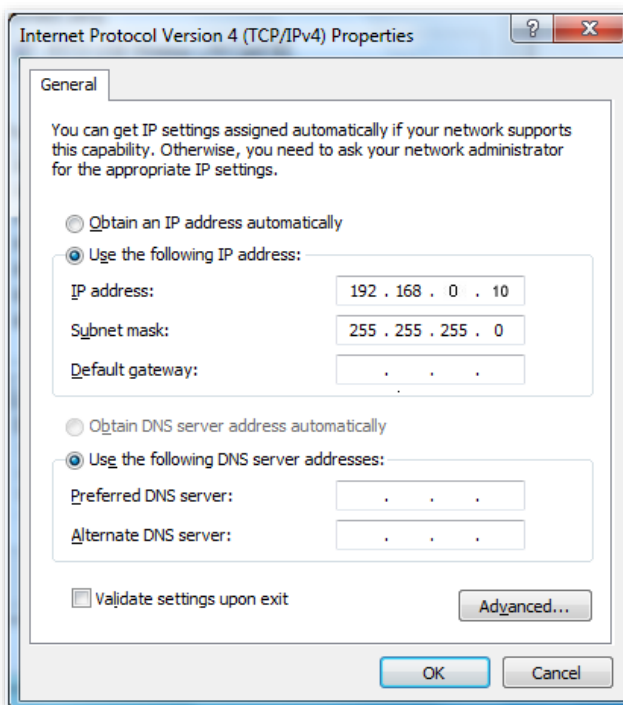 Internet Protocol Version 4 (TCP/IPv4) Properties
General
You can get IP settings assigned automatically if your network supports
this capability. Otherwise, you need to ask your network administrator
for the appropriate IP settings.
Obtain an IP address automatically
Use the following IP address:
IP address: 192 . 168 . 0 . 10
Subnet mask: 255 . 255 . 255 . 0
Default gateway: . . .
Obtain DNS server address automatically
Use the following DNS server addresses:
Preferred DNS server: . . .
Alternate DNS server: . . .
Validate settings upon exit
Advanced...
OK Cancel